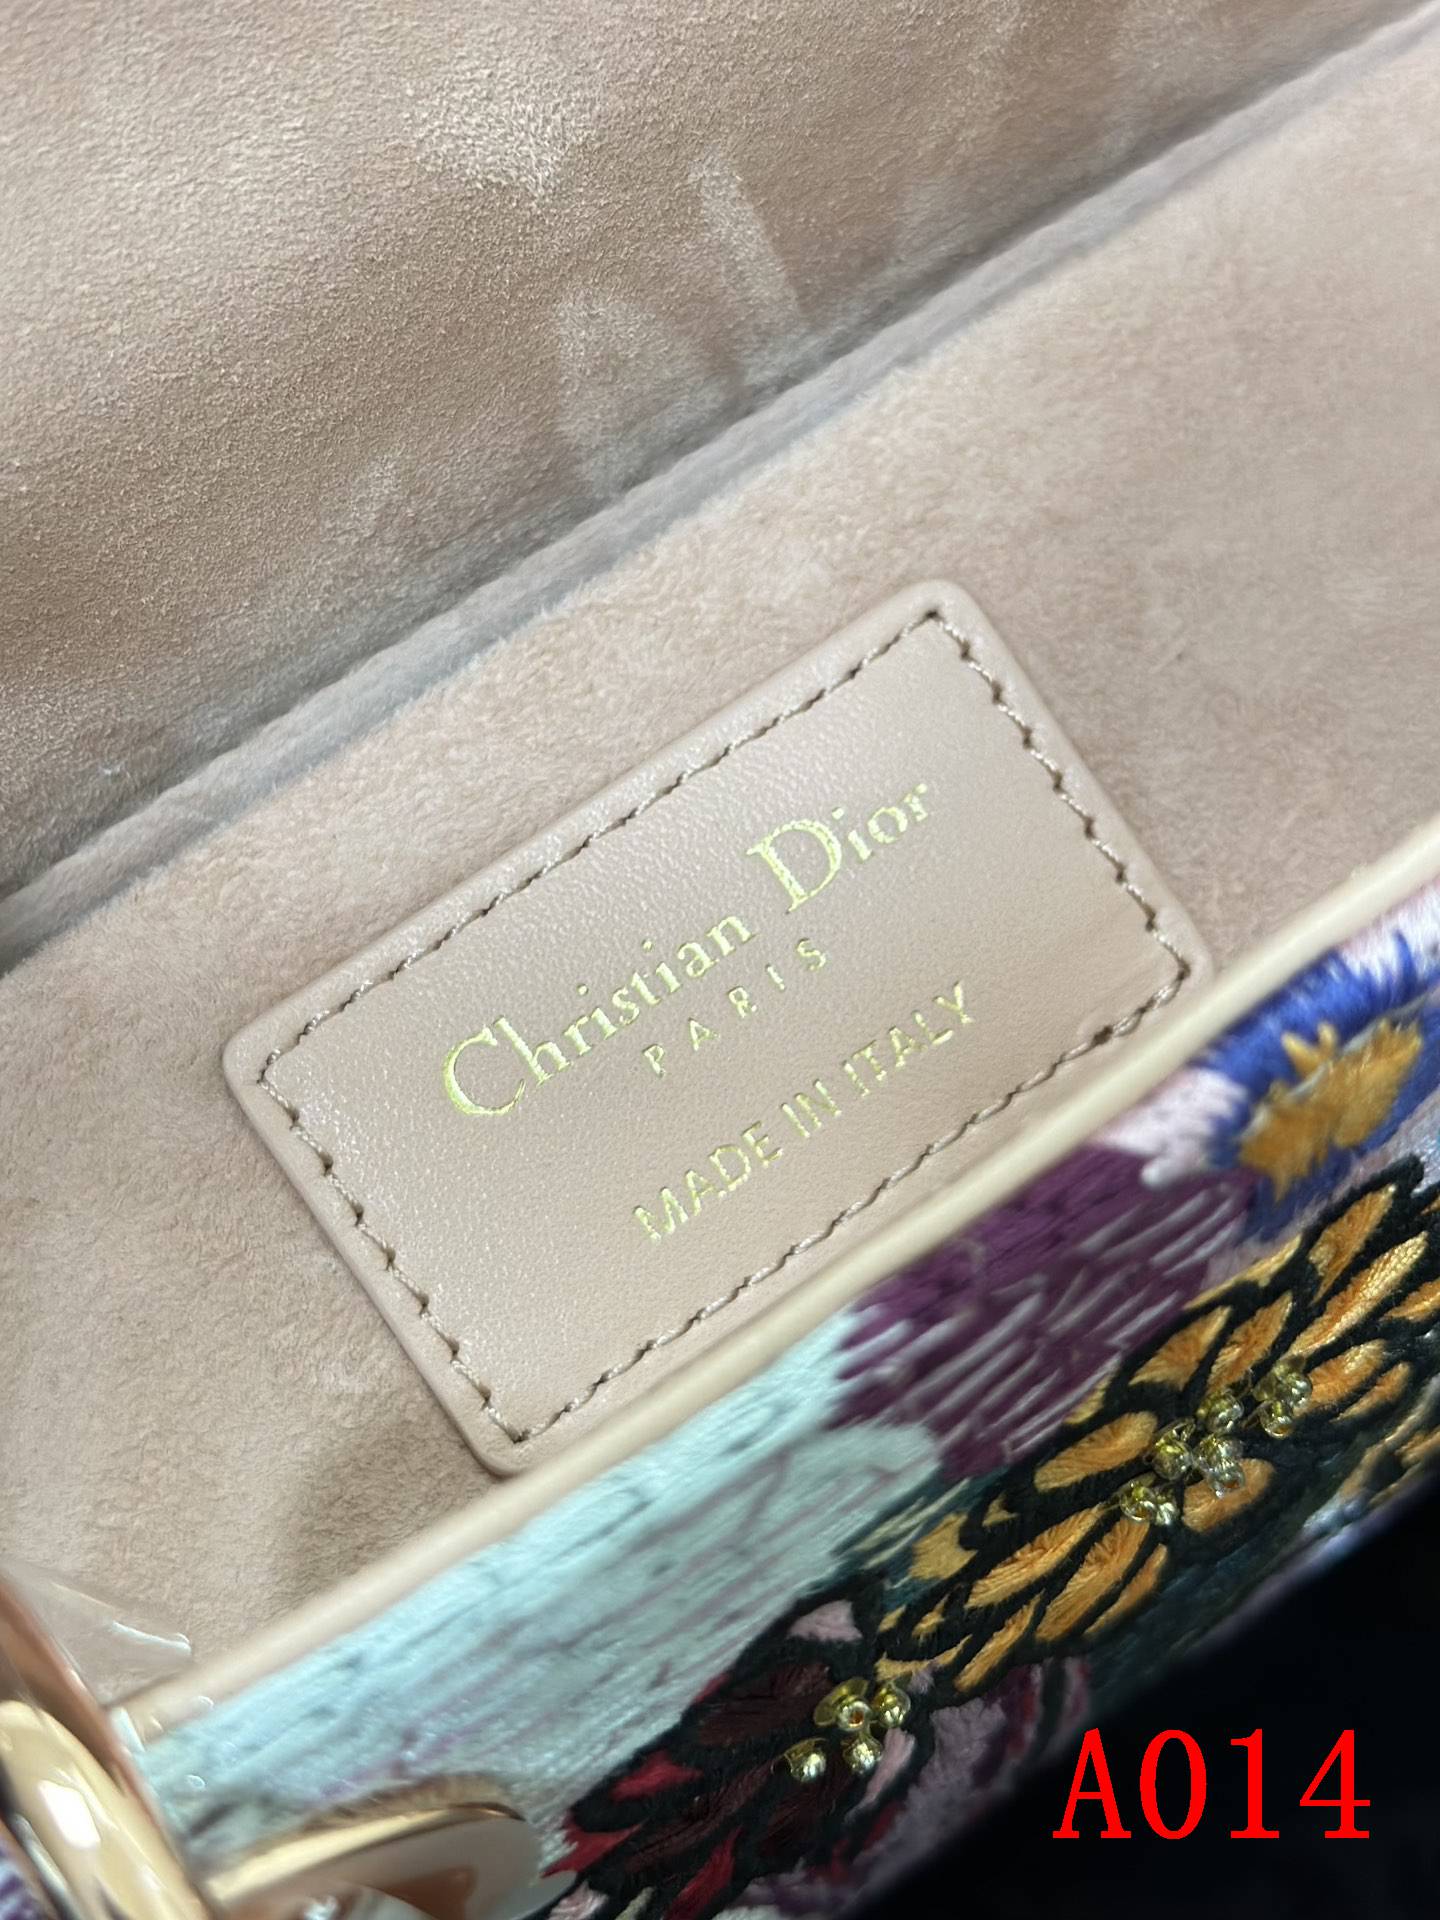 Christian Dior
PARIS
MADE IN ITALY
A014